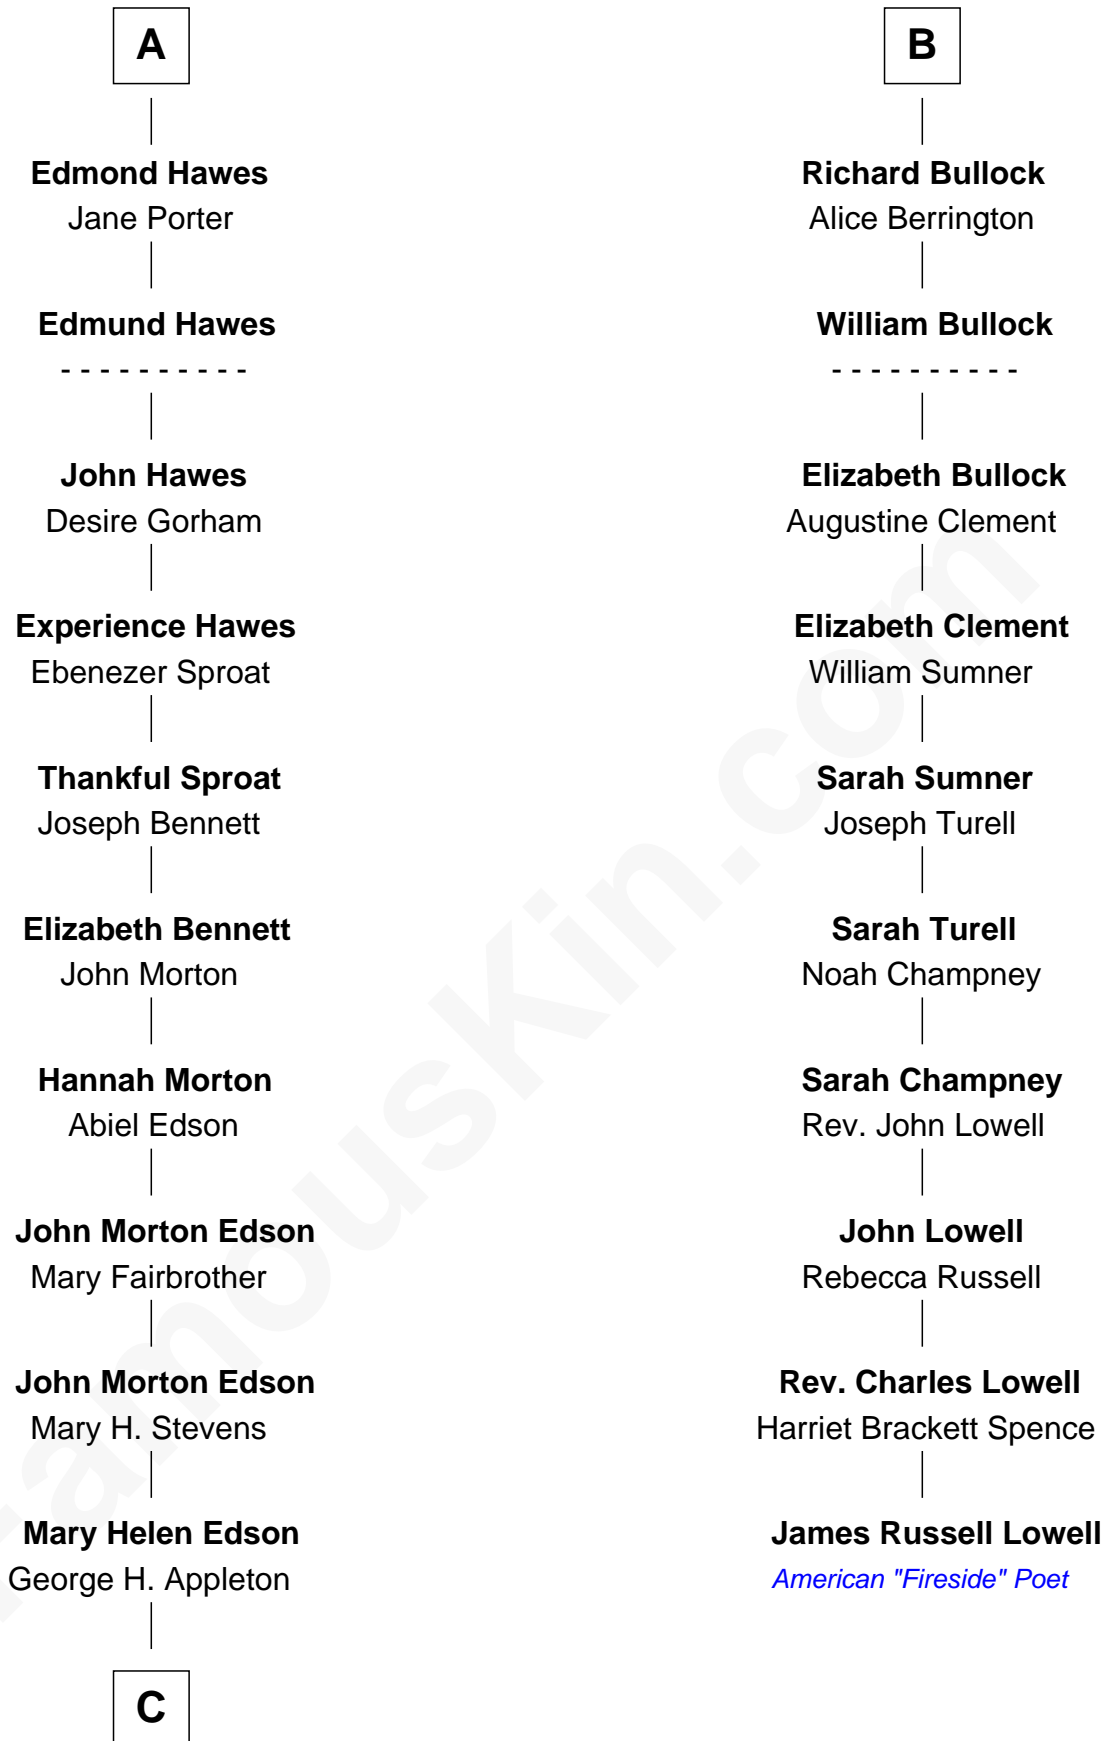 A
Edmond Hawes
Jane Porter
Edmund Hawes
- - - - - - - - - -
John Hawes
Desire Gorham
Experience Hawes
Ebenezer Sproat
Thankful Sproat
Joseph Bennett
Elizabeth Bennett
John Morton
Hannah Morton
Abiel Edson
John Morton Edson
Mary Fairbrother
John Morton Edson
Mary H. Stevens
Mary Helen Edson
George H. Appleton
C
B
Richard Bullock
Alice Berrington
William Bullock
- - - - - - - - - -
Elizabeth Bullock
Augustine Clement
Elizabeth Clement
William Sumner
Sarah Sumner
Joseph Turell
Sarah Turell
Noah Champney
Sarah Champney
Rev. John Lowell
John Lowell
Rebecca Russell
Rev. Charles Lowell
Harriet Brackett Spence
James Russell Lowell
American "Fireside" Poet
FamousKin.com